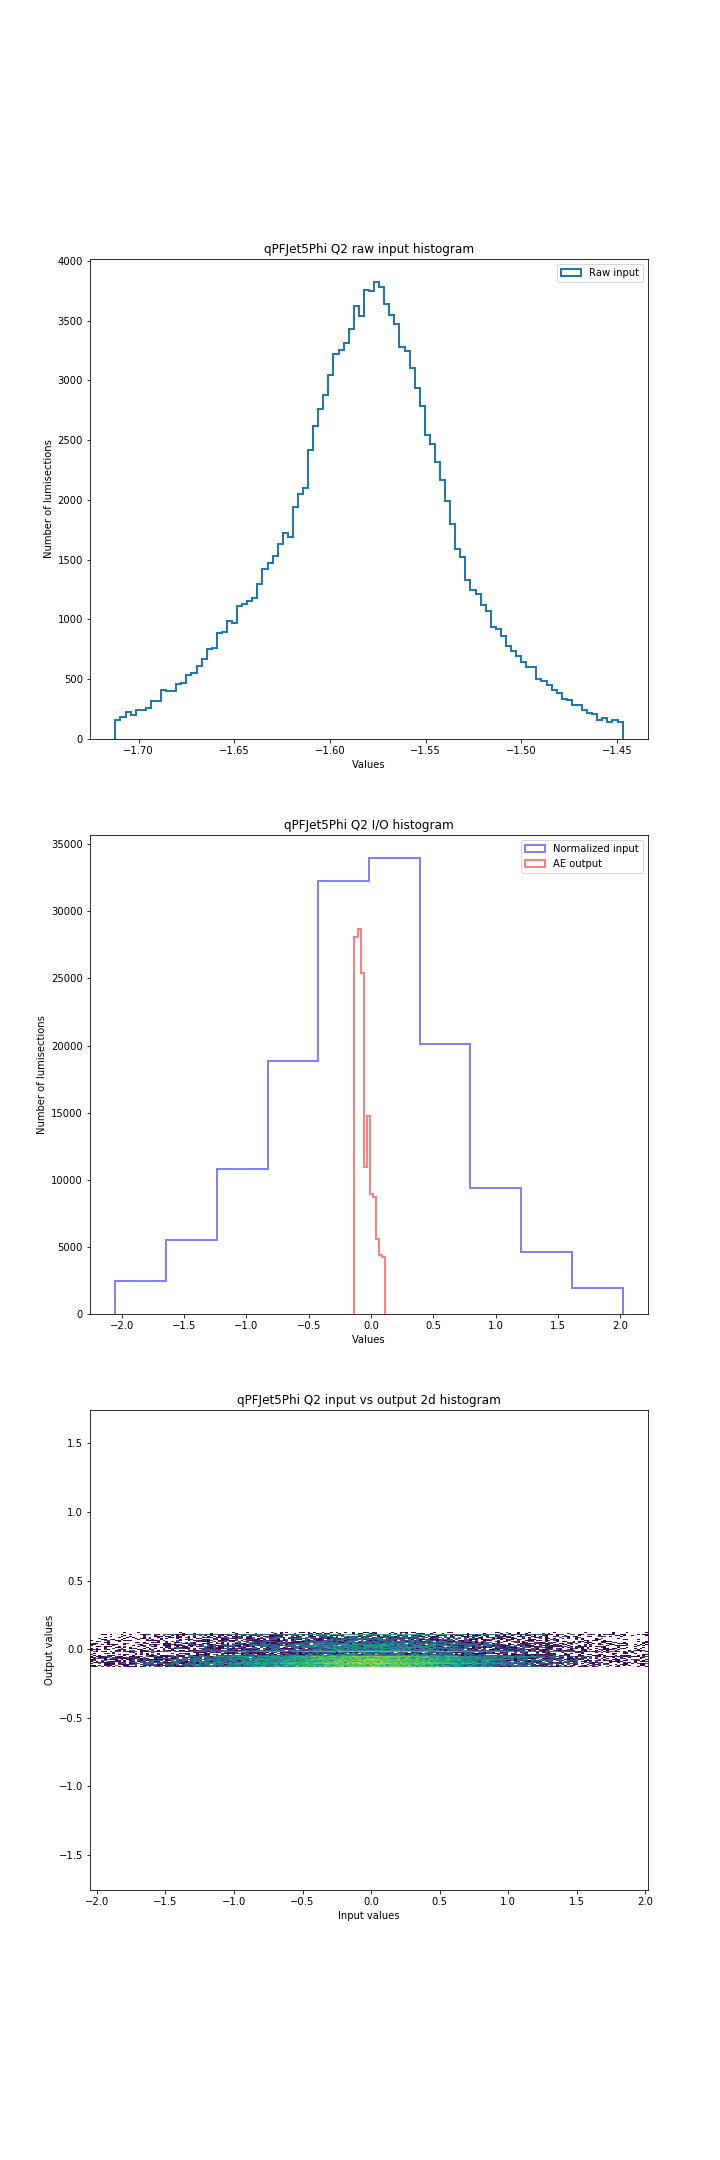 qPFJet5Phi Q2 raw input histogram
4000
3500
3000
2500
2000
1500
1000
500
0
Number of lumisections
Raw input
−1.70 −1.65 −1.60 −1.55 −1.50 −1.45
Values
qPFJet5Phi Q2 I/O histogram
35000
30000
25000
20000
15000
10000
5000
0
Number of lumisections
Normalized input
AE output
−2.0 −1.5 −1.0 −0.5 0.0 0.5 1.0 1.5 2.0
Values
qPFJet5Phi Q2 input vs output 2d histogram
1.5
1.0
0.5
0.0
−0.5
−1.0
−1.5
Output values
−2.0 −1.5 −1.0 −0.5 0.0 0.5 1.0 1.5 2.0
Input values